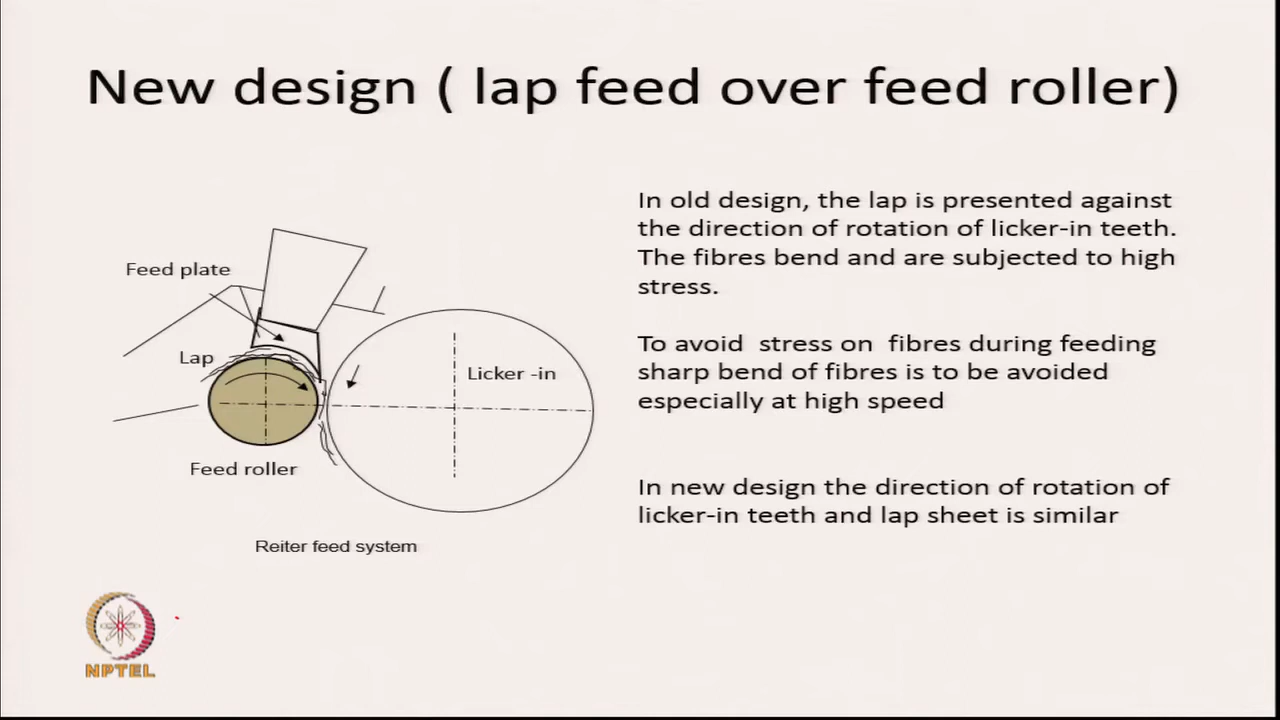 New design ( lap feed over feed roller)
Feed plate
Lap
Licker -in
Feed roller
Reiter feed system
In old design, the lap is presented against
the direction of rotation of licker-in teeth.
The fibres bend and are subjected to high
stress.
To avoid stress on fibres during feeding
sharp bend of fibres is to be avoided
especially at high speed
In new design the direction of rotation of
licker-in teeth and lap sheet is similar
NPTEL